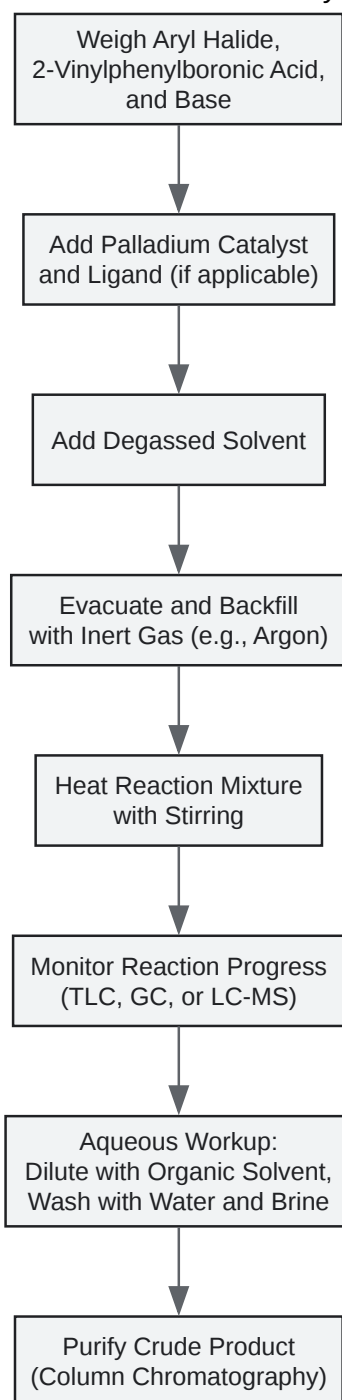 Weigh Aryl Halide,
2-Vinylphenylboronic Acid,
and Base
Add Palladium Catalyst
and Ligand (if applicable)
Add Degassed Solvent
Evacuate and Backfill
with Inert Gas (e.g., Argon)
Heat Reaction Mixture
with Stirring
Monitor Reaction Progress
(TLC, GC, or LC-MS)
Aqueous Workup:
Dilute with Organic Solvent,
Wash with Water and Brine
Purify Crude Product
(Column Chromatography)